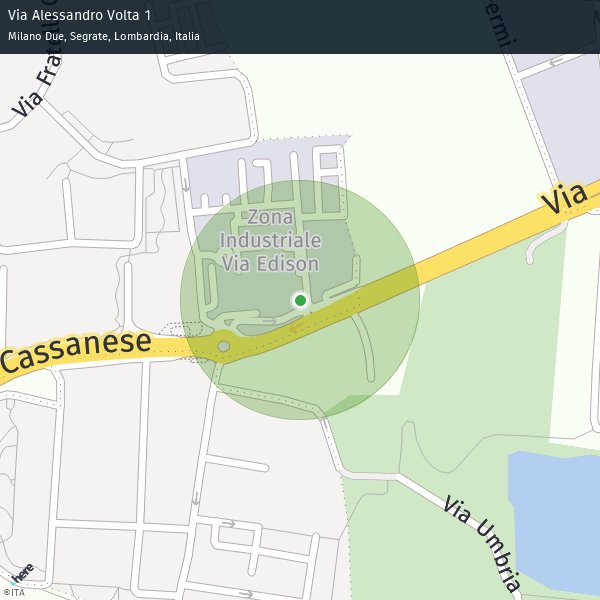 Via Alessandro Volta 1
Milano Due, Segrate, Lombardia, Italia
Via Fratelli C
ermi
Via
Zona
Industriale
Via Edison
Cassanese
Via Umbria
here
©ITA